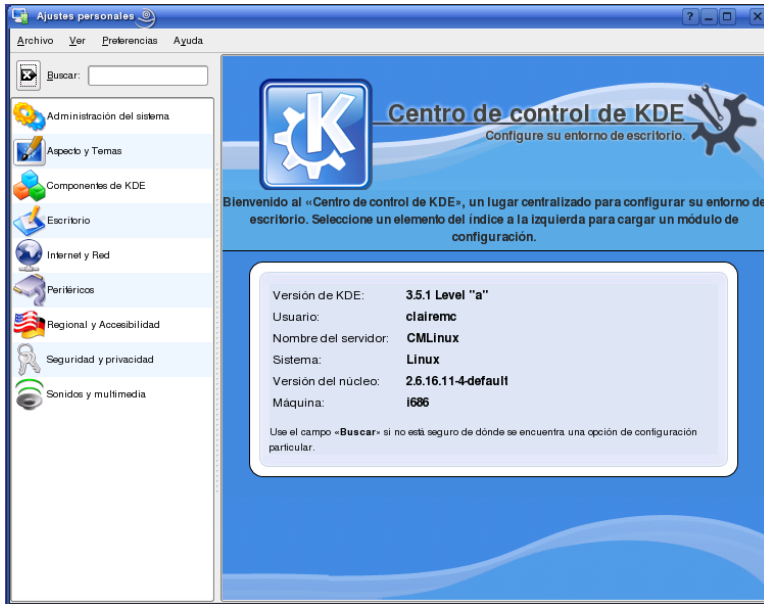 Ajustes personales
Archivo Ver Preferencias Ayuda
Buscar:
Administración del sistema
Aspecto y Temas
Componentes de KDE
Escritorio
Internet y Red
Periféricos
Regional y Accesibilidad
Seguridad y privacidad
Sonidos y multimedia
Centro de control de KDE
Configure su entorno de escritorio.
Bienvenido al «Centro de control de KDE», un lugar centralizado para configurar su entorno de
escritorio. Seleccione un elemento del índice a la izquierda para cargar un módulo de
configuración.
Versión de KDE: 3.5.1 Level "a"
Usuario: clairemc
Nombre del servidor: CMLinux
Sistema: Linux
Versión del núcleo: 2.6.16.11-4-default
Máquina: i686
Use el campo «Buscar» si no está seguro de dónde se encuentra una opción de configuración
particular.